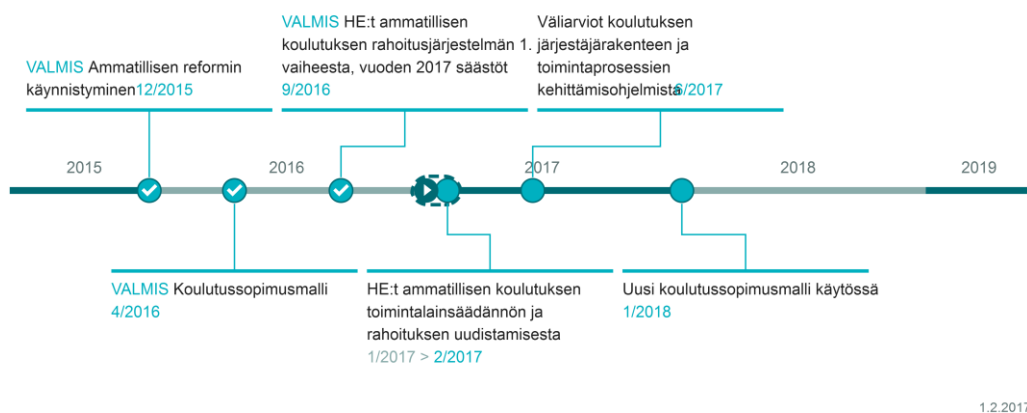 VALMIS Ammatillisen reformin
käynnistyminen12/2015
VALMIS HE:t ammatillisen
koulutuksen rahoitusjärjestelmän 1.
vaiheesta, vuoden 2017 säästöt
9/2016
Väliarviot koulutuksen
järjestäjärakenteen ja
toimintaprosessien
kehittämisohjelmista6/2017
2015
2016
2017
2018
2019
VALMIS Koulutussopimusmalli
4/2016
HE:t ammatillisen koulutuksen
toimintalainsäädännön ja
rahoituksen uudistamisesta
1/2017 > 2/2017
Uusi koulutussopimusmalli käytössä
1/2018
1.2.2017